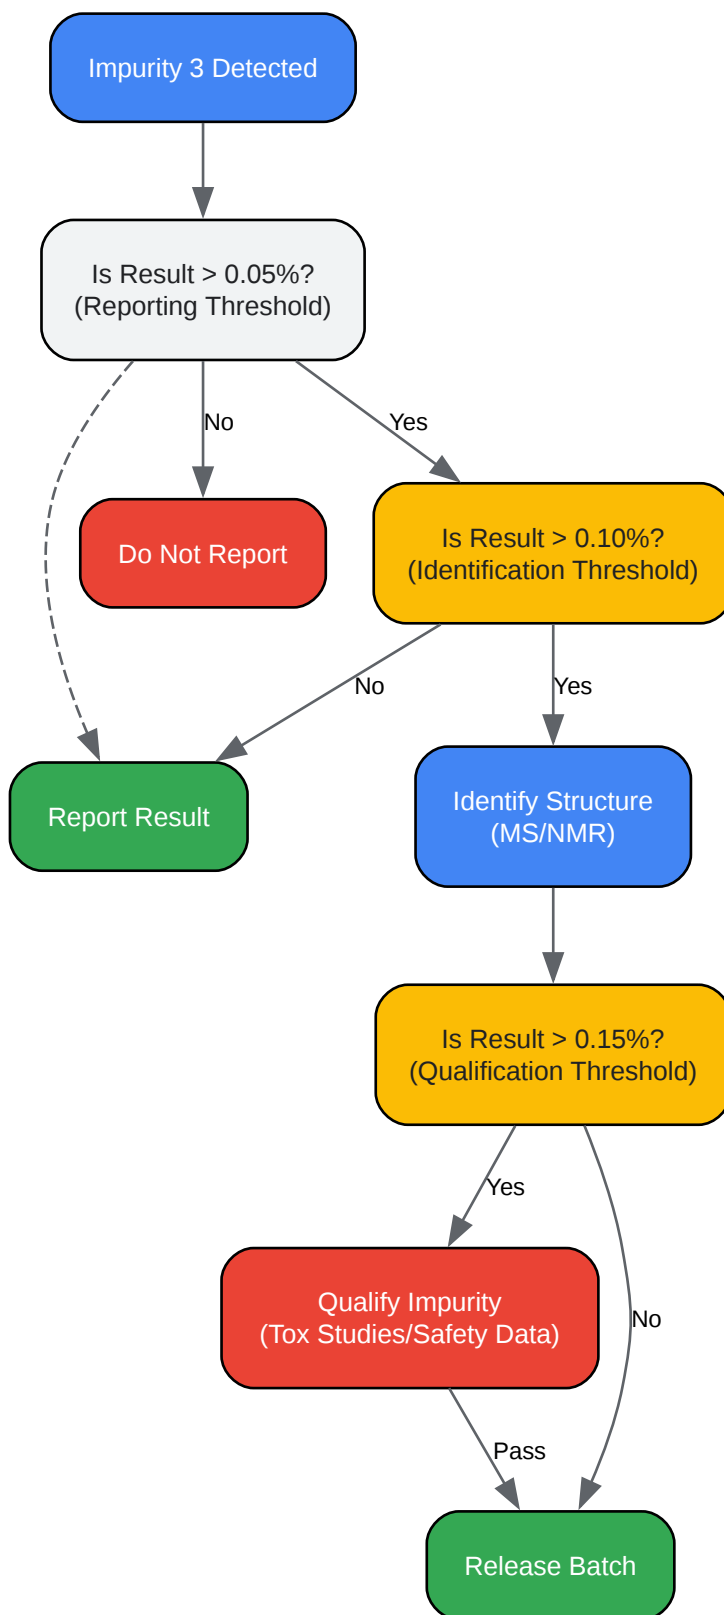 Impurity 3 Detected
Is Result > 0.05%?
(Reporting Threshold)
No
Yes
Do Not Report
Is Result > 0.10%?
(Identification Threshold)
No
Yes
Report Result
Identify Structure
(MS/NMR)
Is Result > 0.15%?
(Qualification Threshold)
Yes
Qualify Impurity
(Tox Studies/Safety Data)
No
Pass
Release Batch